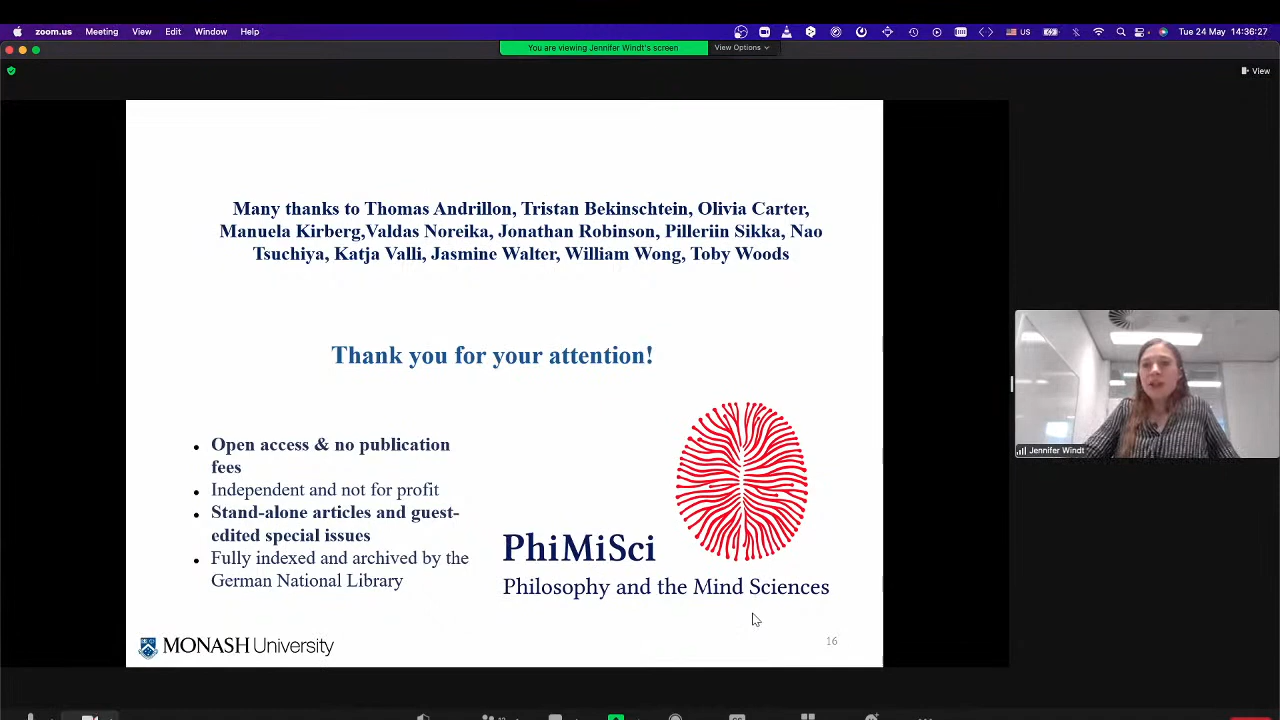 zoom.us Meeting View Edit Window Help US Tue 24 May 14:36:27
You are viewing Jennifer Windt's screen View Options
View
Many thanks to Thomas Andrillon, Tristan Bekinschtein, Olivia Carter,
Manuela Kirberg,Valdas Noreika, Jonathan Robinson, Pilleriin Sikka, Nao
Tsuchiya, Katja Valli, Jasmine Walter, William Wong, Toby Woods
Thank you for your attention!
• Open access & no publication
fees
• Independent and not for profit
• Stand-alone articles and guest-
edited special issues
• Fully indexed and archived by the
German National Library
PhiMiSci
Philosophy and the Mind Sciences
MONASH University
16
Jennifer Windt